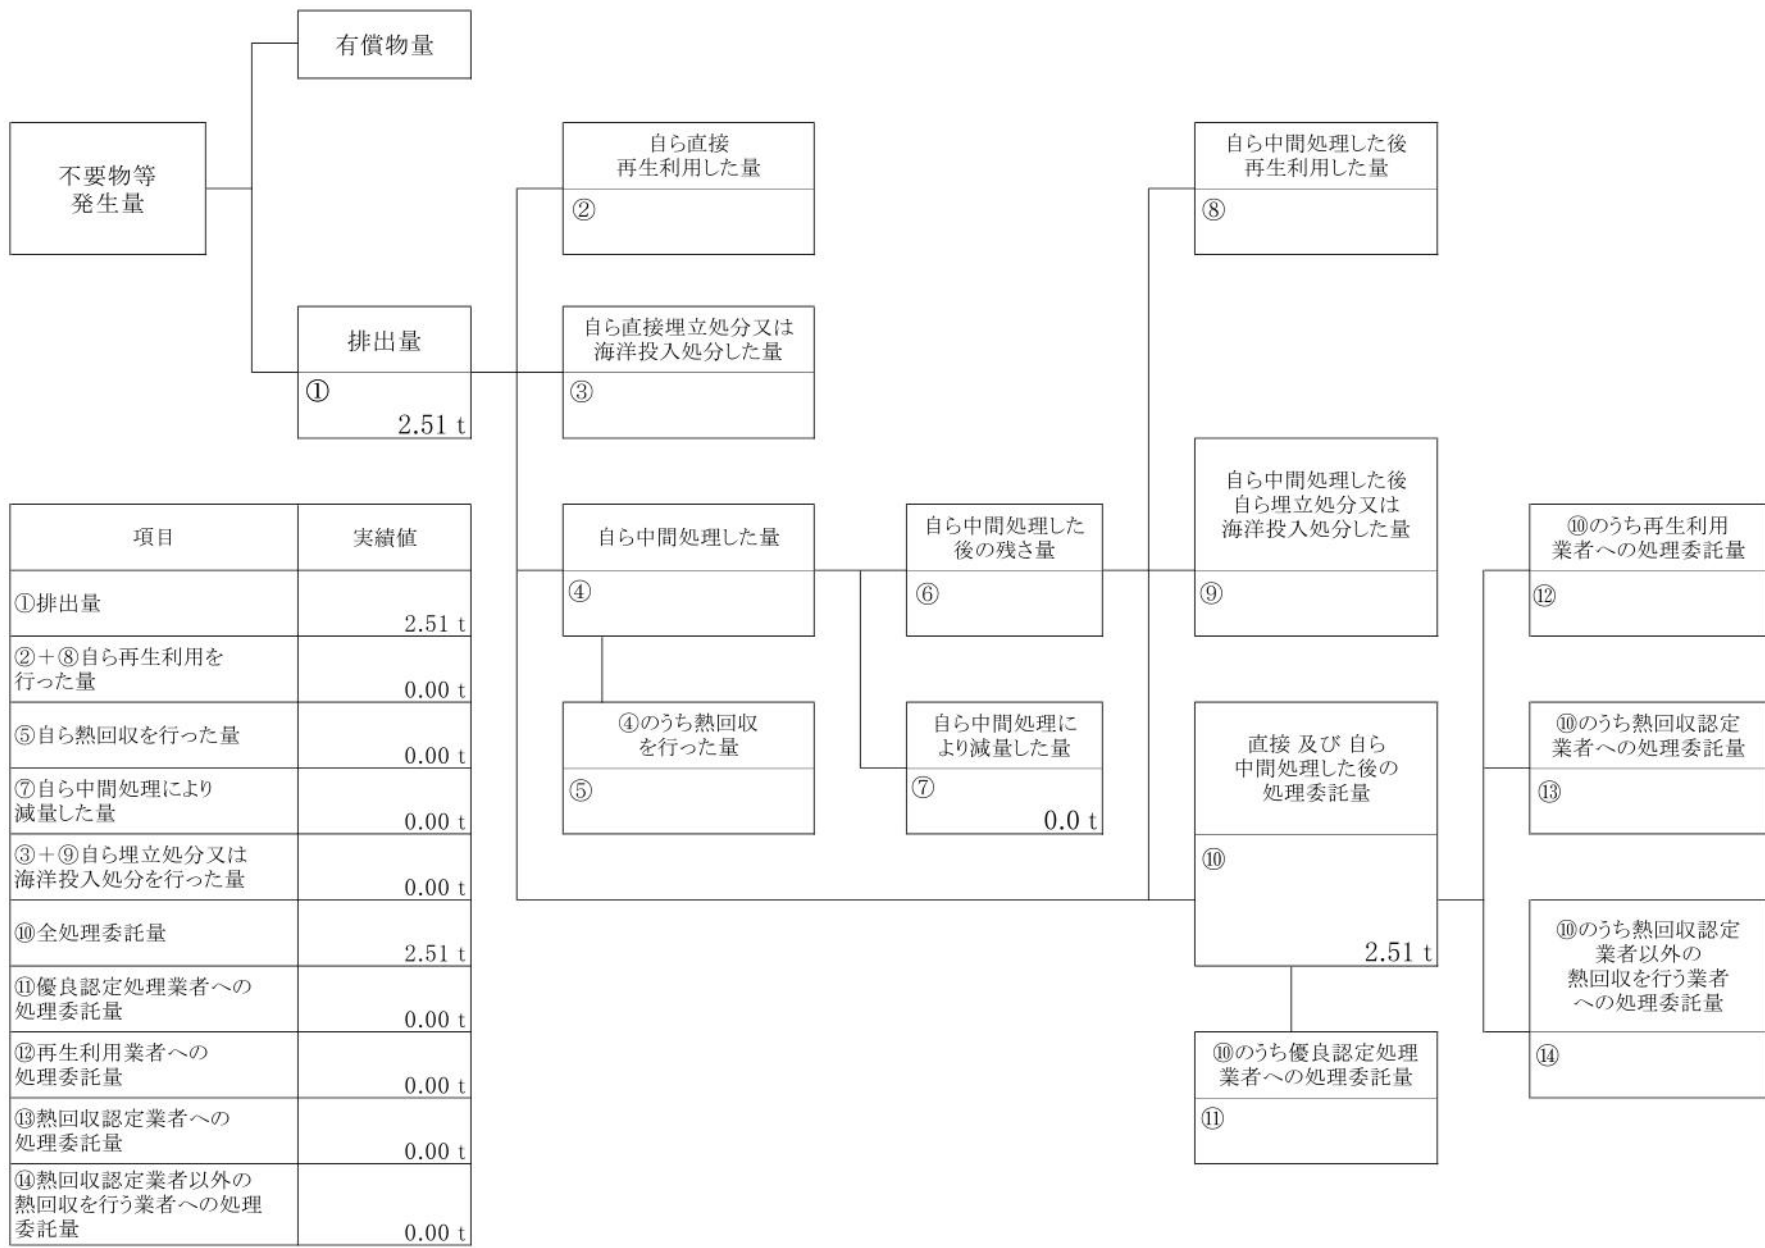 有償物量
不要物等
発生量
排出量
①
2.51 t
自ら直接
再生利用した量
②
自ら直接埋立処分又は
海洋投入処分した量
③
自ら中間処理した量
④
④のうち熱回収
を行った量
⑤
自ら中間処理した
後の残さ量
⑥
自ら中間処理に
より減量した量
⑦
0.0 t
自ら中間処理した後
再生利用した量
⑧
自ら中間処理した後
自ら埋立処分又は
海洋投入処分した量
⑨
直接 及び 自ら
中間処理した後の
処理委託量
⑩
2.51 t
⑩のうち優良認定処理
業者への処理委託量
⑪
⑩のうち再生利用
業者への処理委託量
⑫
⑩のうち熱回収認定
業者への処理委託量
⑬
⑩のうち熱回収認定
業者以外の
熱回収を行う業者
への処理委託量
⑭
項目 実績値
①排出量
2.51 t
②＋⑧自ら再生利用を
行った量
0.00 t
⑤自ら熱回収を行った量
0.00 t
⑦自ら中間処理により
減量した量
0.00 t
③＋⑨自ら埋立処分又は
海洋投入処分を行った量
0.00 t
⑩全処理委託量
2.51 t
⑪優良認定処理業者への
処理委託量
0.00 t
⑫再生利用業者への
処理委託量
0.00 t
⑬熱回収認定業者への
処理委託量
0.00 t
⑭熱回収認定業者以外の
熱回収を行う業者への処理
委託量
0.00 t